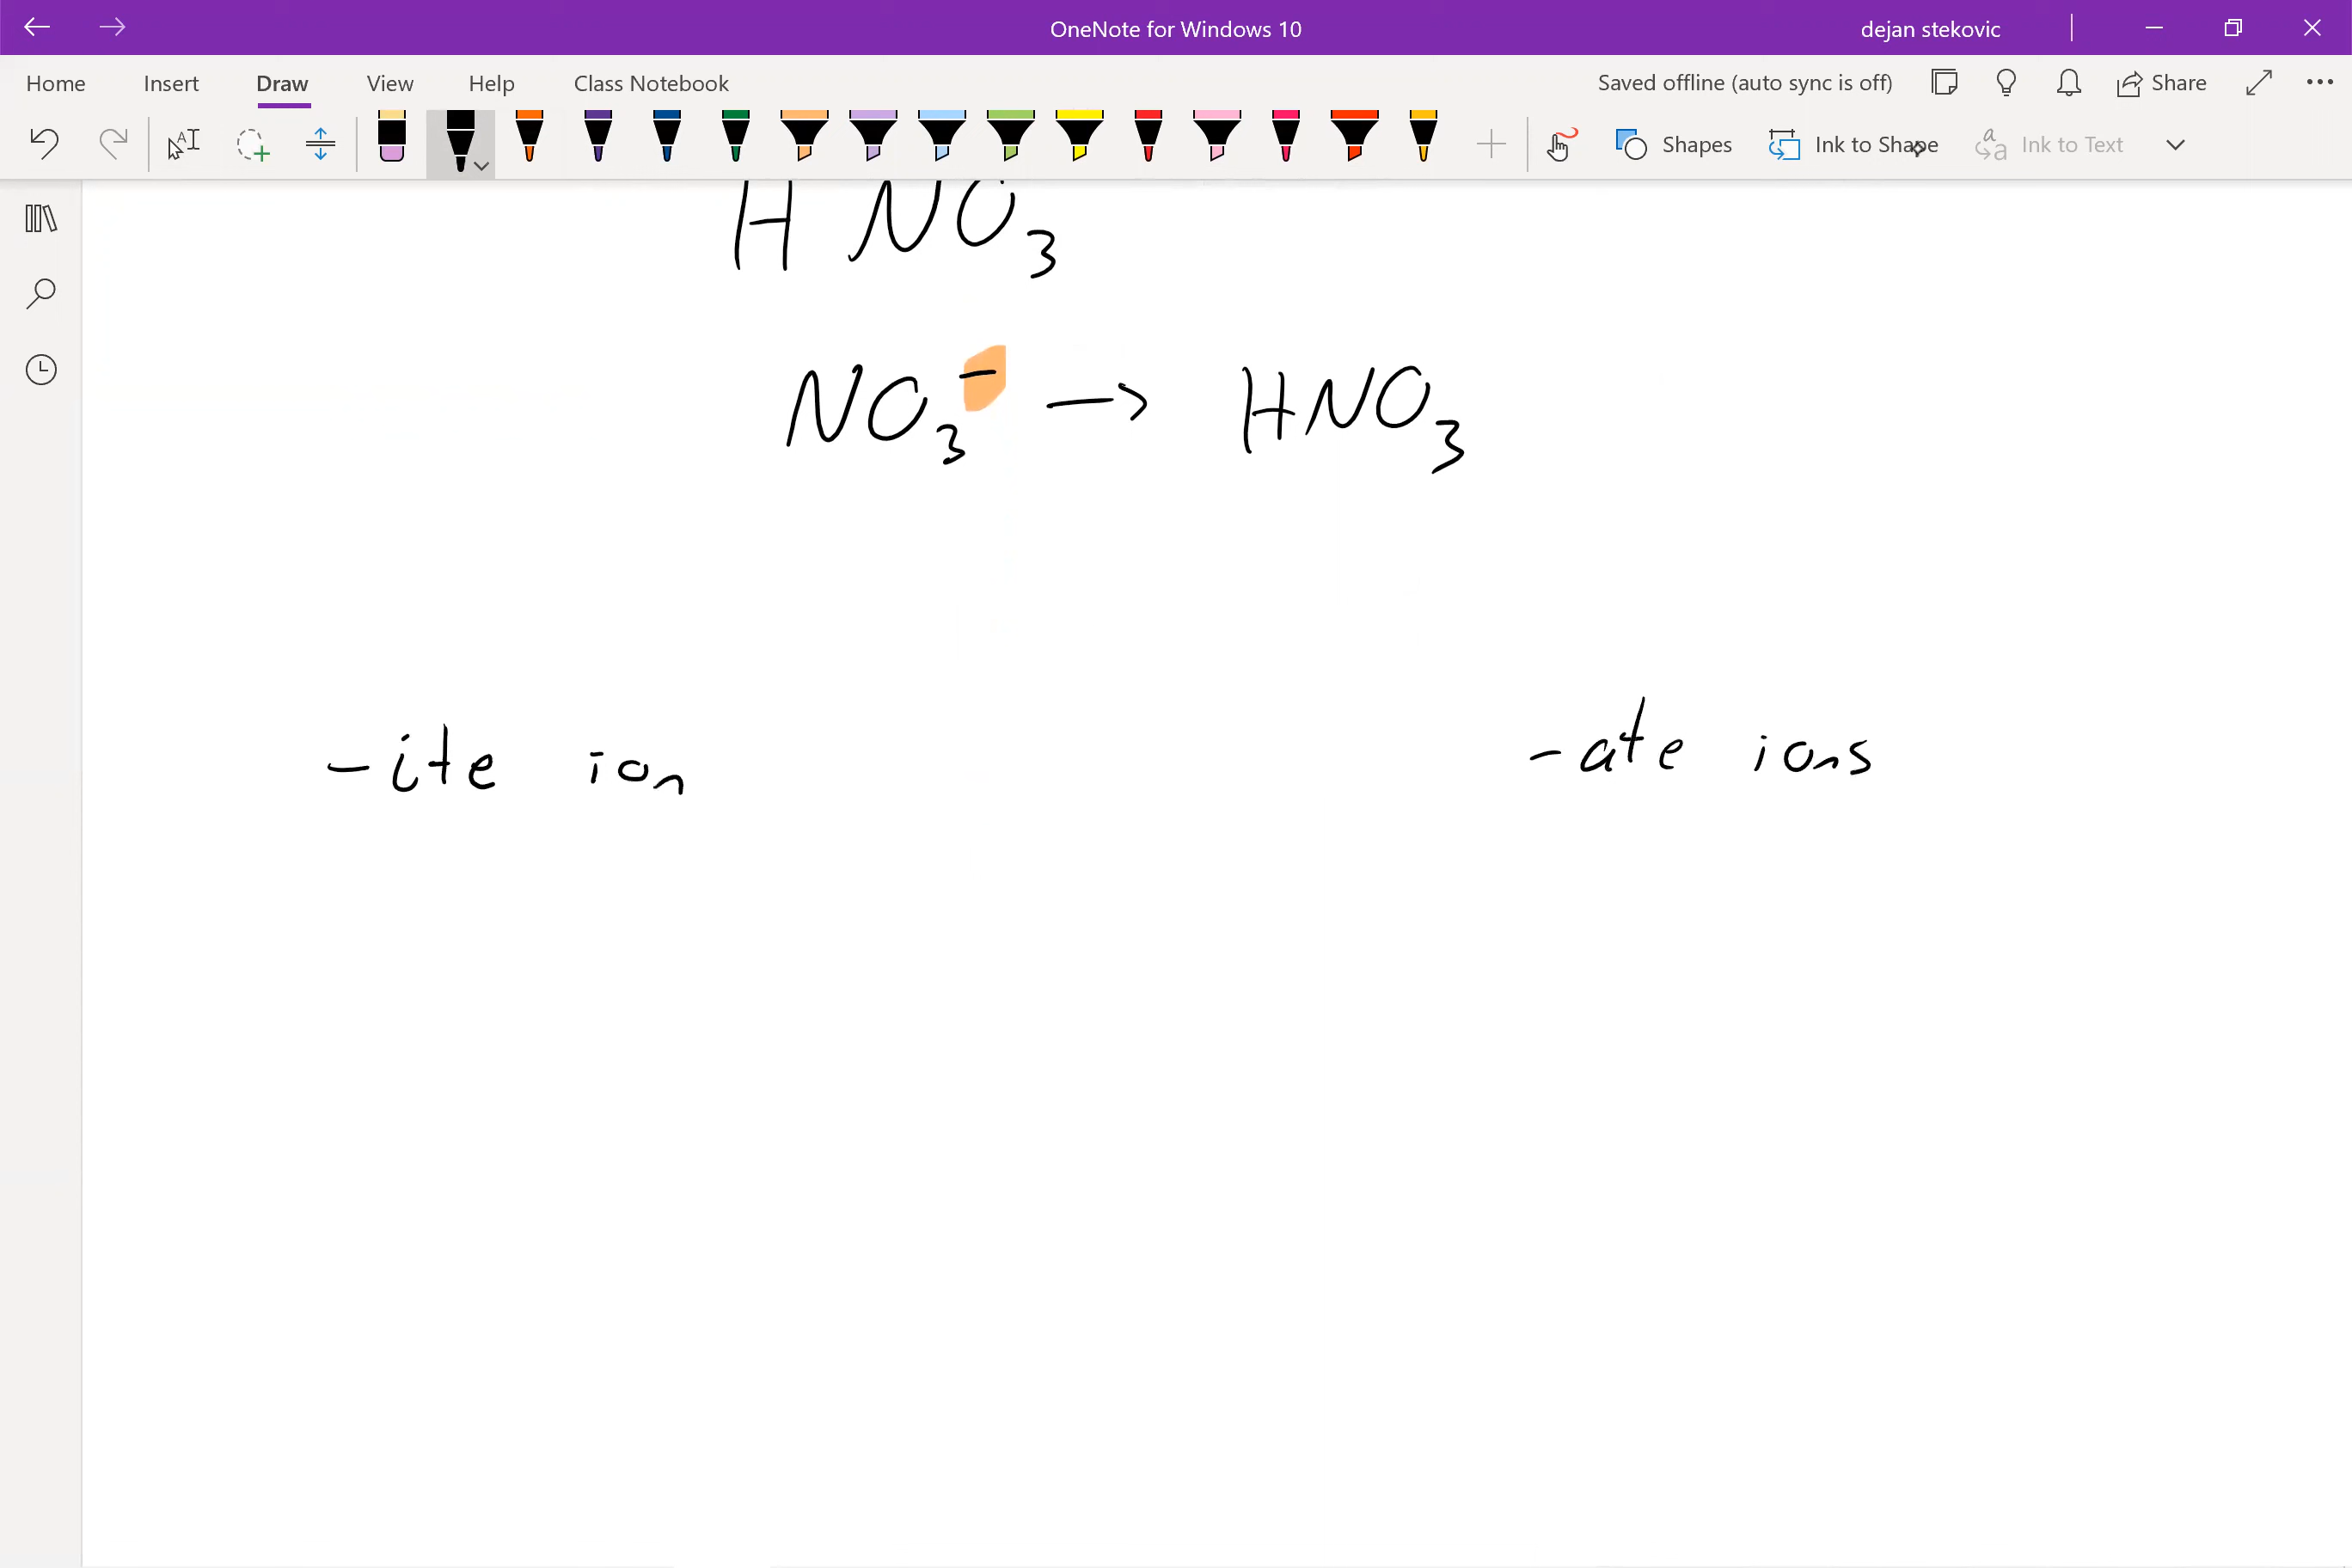 OneNote for Windows 10
dejan stekovic
Home Insert Draw View Help Class Notebook
Saved offline (auto sync is off) Share
Shapes Ink to Shape Ink to Text
HNO₃
NO₃⁻ → HNO₃
-ite ion
-ate ions